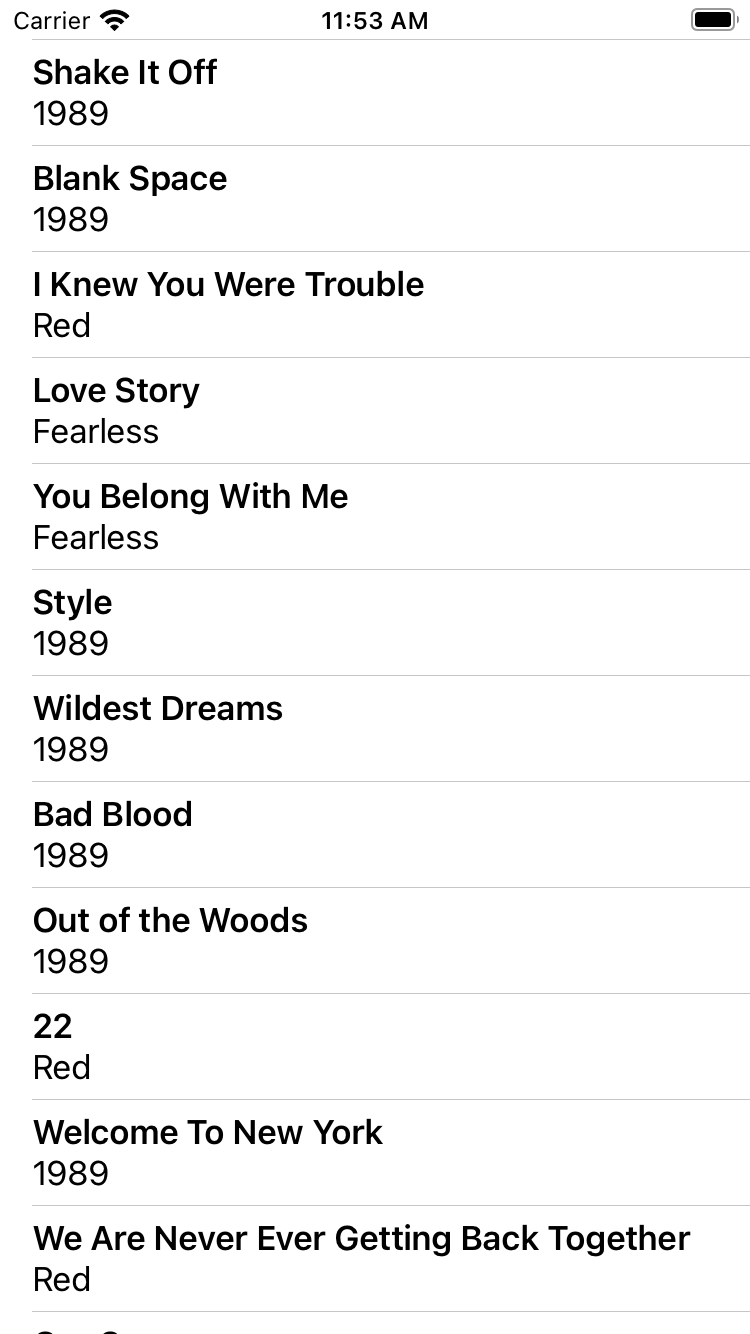 Carrier 11:53 AM
Shake It Off
1989
Blank Space
1989
I Knew You Were Trouble
Red
Love Story
Fearless
You Belong With Me
Fearless
Style
1989
Wildest Dreams
1989
Bad Blood
1989
Out of the Woods
1989
22
Red
Welcome To New York
1989
We Are Never Ever Getting Back Together
Red